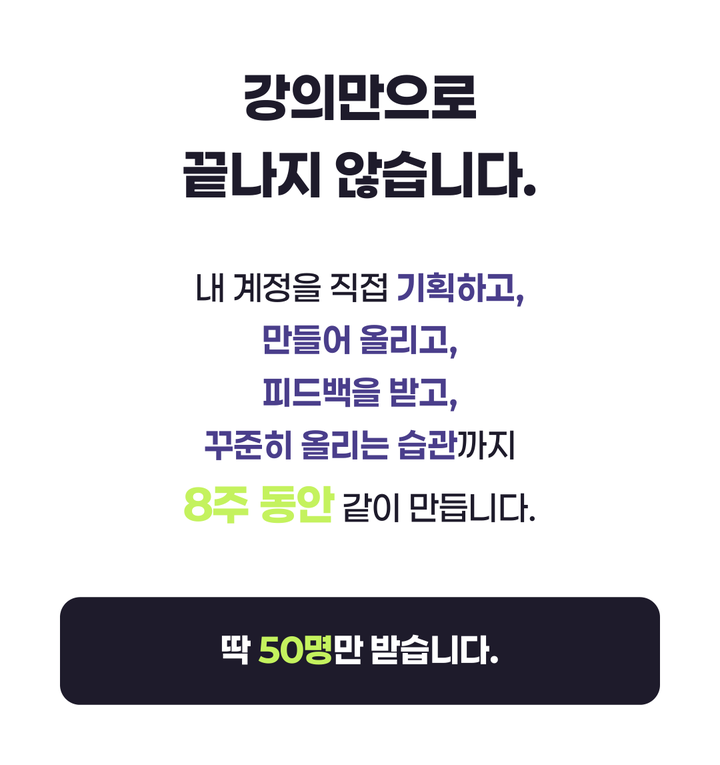 강의만으로
끝나지 않습니다.
내 계정을 직접 기획하고,
만들어 올리고,
피드백을 받고,
꾸준히 올리는 습관까지
8주 동안 같이 만듭니다.
딱 50명만 받습니다.